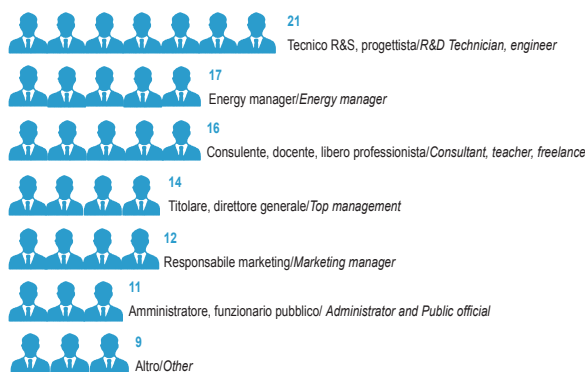 21
Tecnico R&S, progettista/R&D Technician, engineer
17
Energy manager/Energy manager
16
Consulente, docente, libero professionista/Consultant, teacher, freelance
14
Titolare, direttore generale/Top management
12
Responsabile marketing/Marketing manager
11
Amministratore, funzionario pubblico/ Administrator and Public official
9
Altro/Other